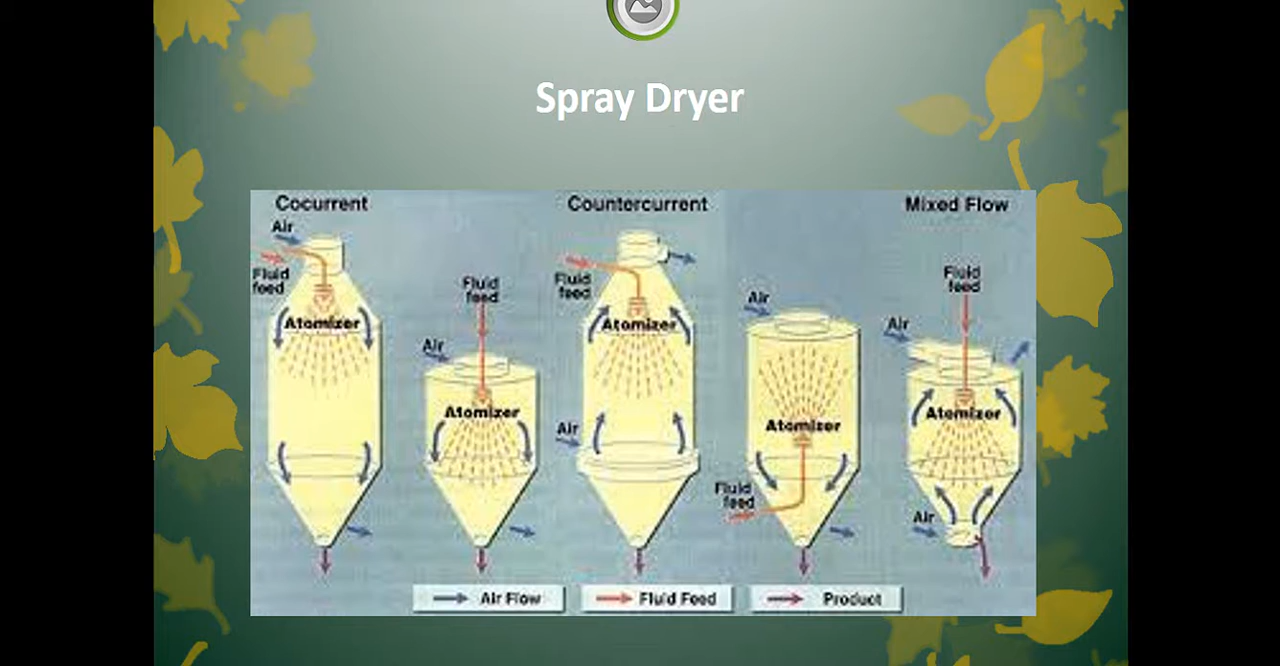 Spray Dryer
Cocurrent
Countercurrent
Mixed Flow
Air
Fluid
feed
Atomizer
Fluid
feed
Air
Atomizer
Fluid
feed
Atomizer
Air
Air
Atomizer
Fluid
feed
Fluid
feed
Air
Atomizer
Air
Air Flow
Fluid Feed
Product